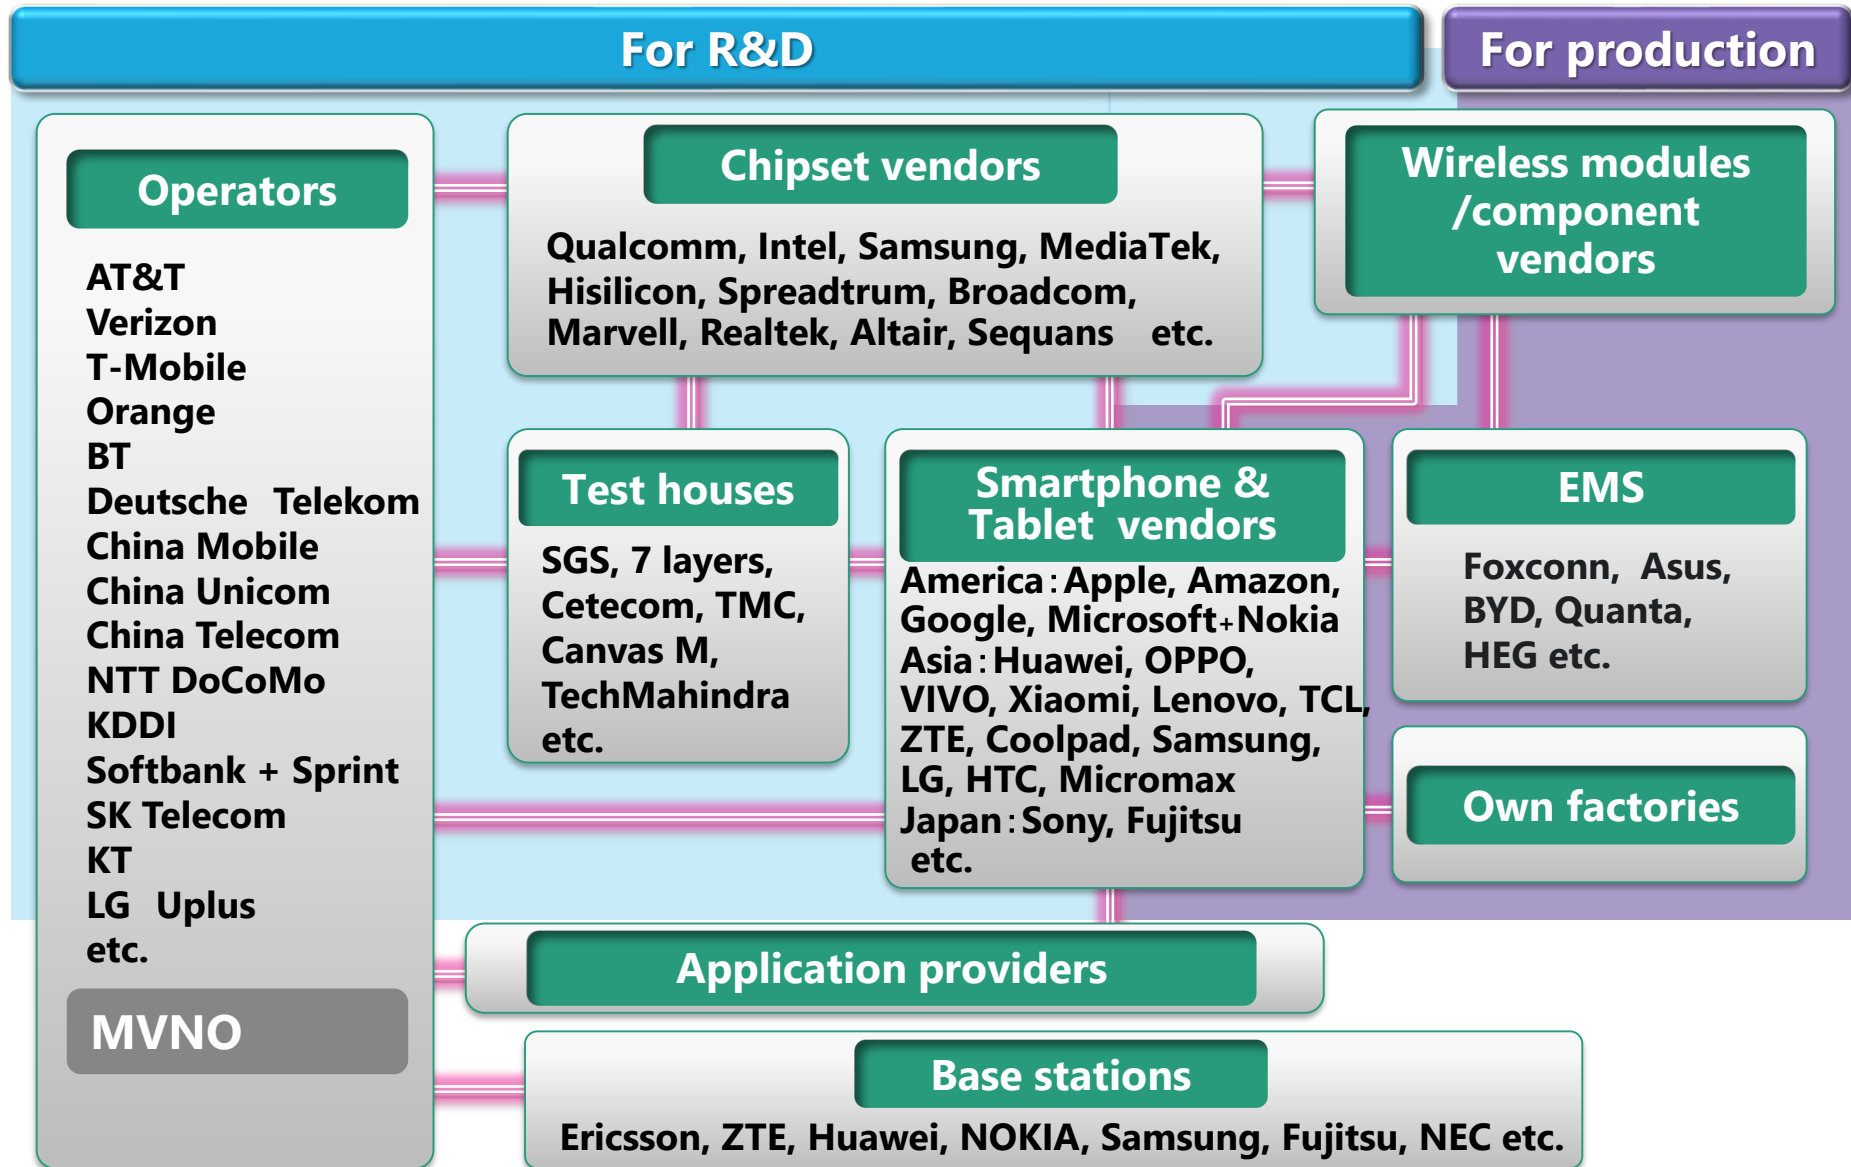 For R&D
For production
Operators
AT&T
Verizon
T-Mobile
Orange
BT
Deutsche Telekom
China Mobile
China Unicom
China Telecom
NTT DoCoMo
KDDI
Softbank + Sprint
SK Telecom
KT
LG Uplus
etc.
MVNO
Chipset vendors
Qualcomm, Intel, Samsung, MediaTek,
Hisilicon, Spreadtrum, Broadcom,
Marvell, Realtek, Altair, Sequans etc.
Wireless modules
/component
vendors
Test houses
SGS, 7 layers,
Cetecom, TMC,
Canvas M,
TechMahindra
etc.
Smartphone &
Tablet vendors
America：Apple, Amazon,
Google, Microsoft+Nokia
Asia：Huawei, OPPO,
VIVO, Xiaomi, Lenovo, TCL,
ZTE, Coolpad, Samsung,
LG, HTC, Micromax
Japan：Sony, Fujitsu
etc.
EMS
Foxconn, Asus,
BYD, Quanta,
HEG etc.
Own factories
Application providers
Base stations
Ericsson, ZTE, Huawei, NOKIA, Samsung, Fujitsu, NEC etc.